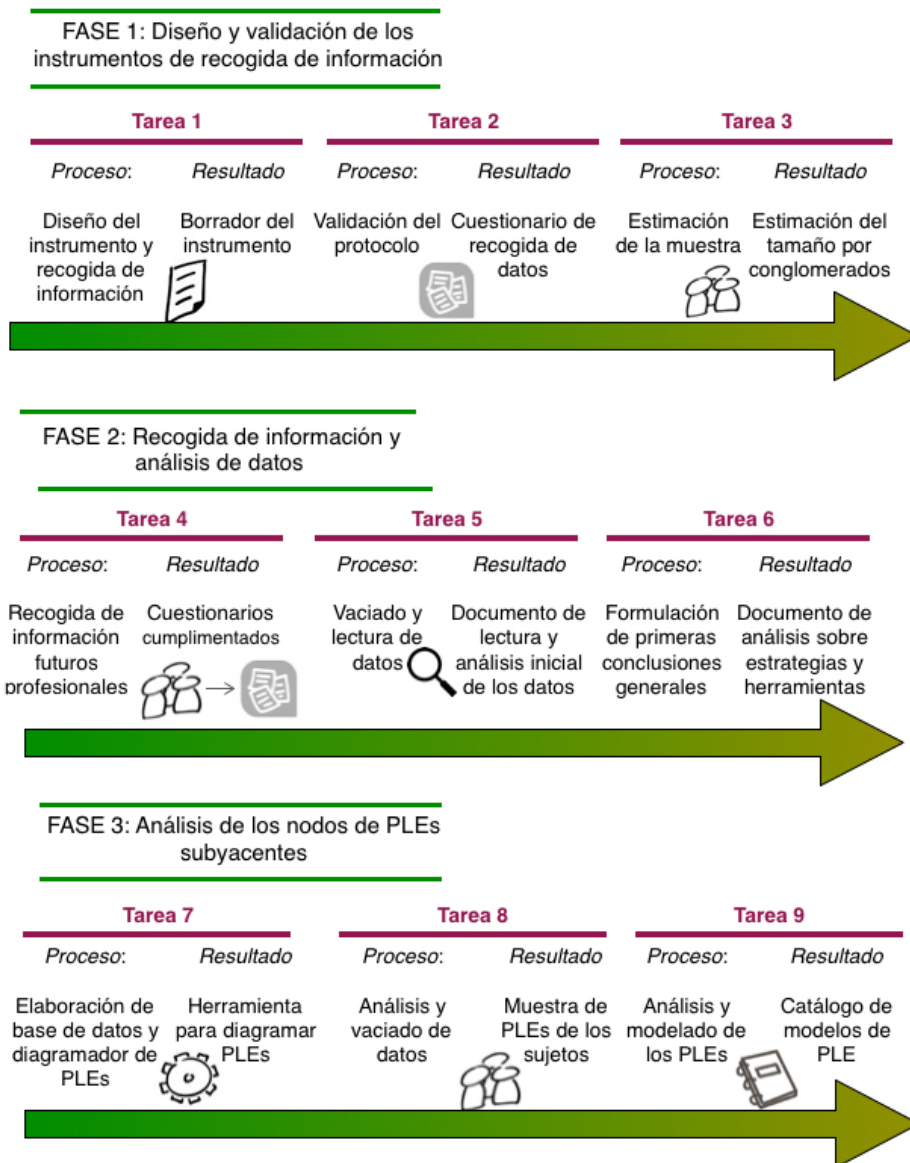 FASE 1: Diseño y validación de los
instrumentos de recogida de información
Tarea 1
Proceso:
Resultado
Diseño del
instrumento y
recogida de
información
Borrador del
instrumento
Tarea 2
Proceso:
Resultado
Validación del
protocolo
Cuestionario de
recogida de
datos
Tarea 3
Proceso:
Resultado
Estimación
de la muestra
Estimación del
tamaño por
conglomerados
FASE 2: Recogida de información y
análisis de datos
Tarea 4
Proceso:
Resultado
Recogida de
información
futuros
profesionales
Cuestionarios
cumplimentados
Tarea 5
Proceso:
Resultado
Vaciado y
lectura de
datos
Documento de
lectura y
análisis inicial
de los datos
Tarea 6
Proceso:
Resultado
Formulación
de primeras
conclusiones
generales
Documento de
análisis sobre
estrategias y
herramientas
FASE 3: Análisis de los nodos de PLEs
subyacentes
Tarea 7
Proceso:
Resultado
Elaboración de
base de datos y
diagramador de
PLEs
Herramienta
para diagramar
PLEs
Tarea 8
Proceso:
Resultado
Análisis y
vaciado de
datos
Muestra de
PLEs de los
sujetos
Tarea 9
Proceso:
Resultado
Análisis y
modelado de
los PLEs
Catálogo de
modelos de
PLE